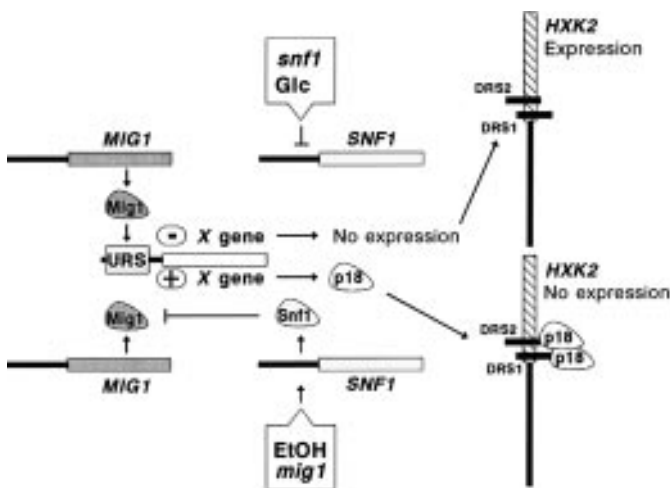 snf1
Glc
HXK2
Expression
DRS2
DRS1
MIG1
SNF1
Mig1
- X gene
No expression
URS
+ X gene
p18
HXK2
No expression
Mig1
Snf1
DRS2
p18
DRS1
p18
MIG1
SNF1
EtOH
mig1